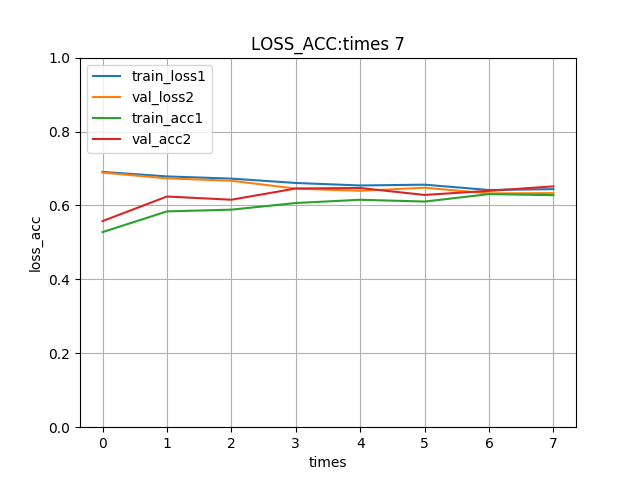 LOSS_ACC:times 7
1.0
0.8
0.6
0.4
0.2
0.0
loss_acc
train_loss1
val_loss2
train_acc1
val_acc2
0 1 2 3 4 5 6 7
times